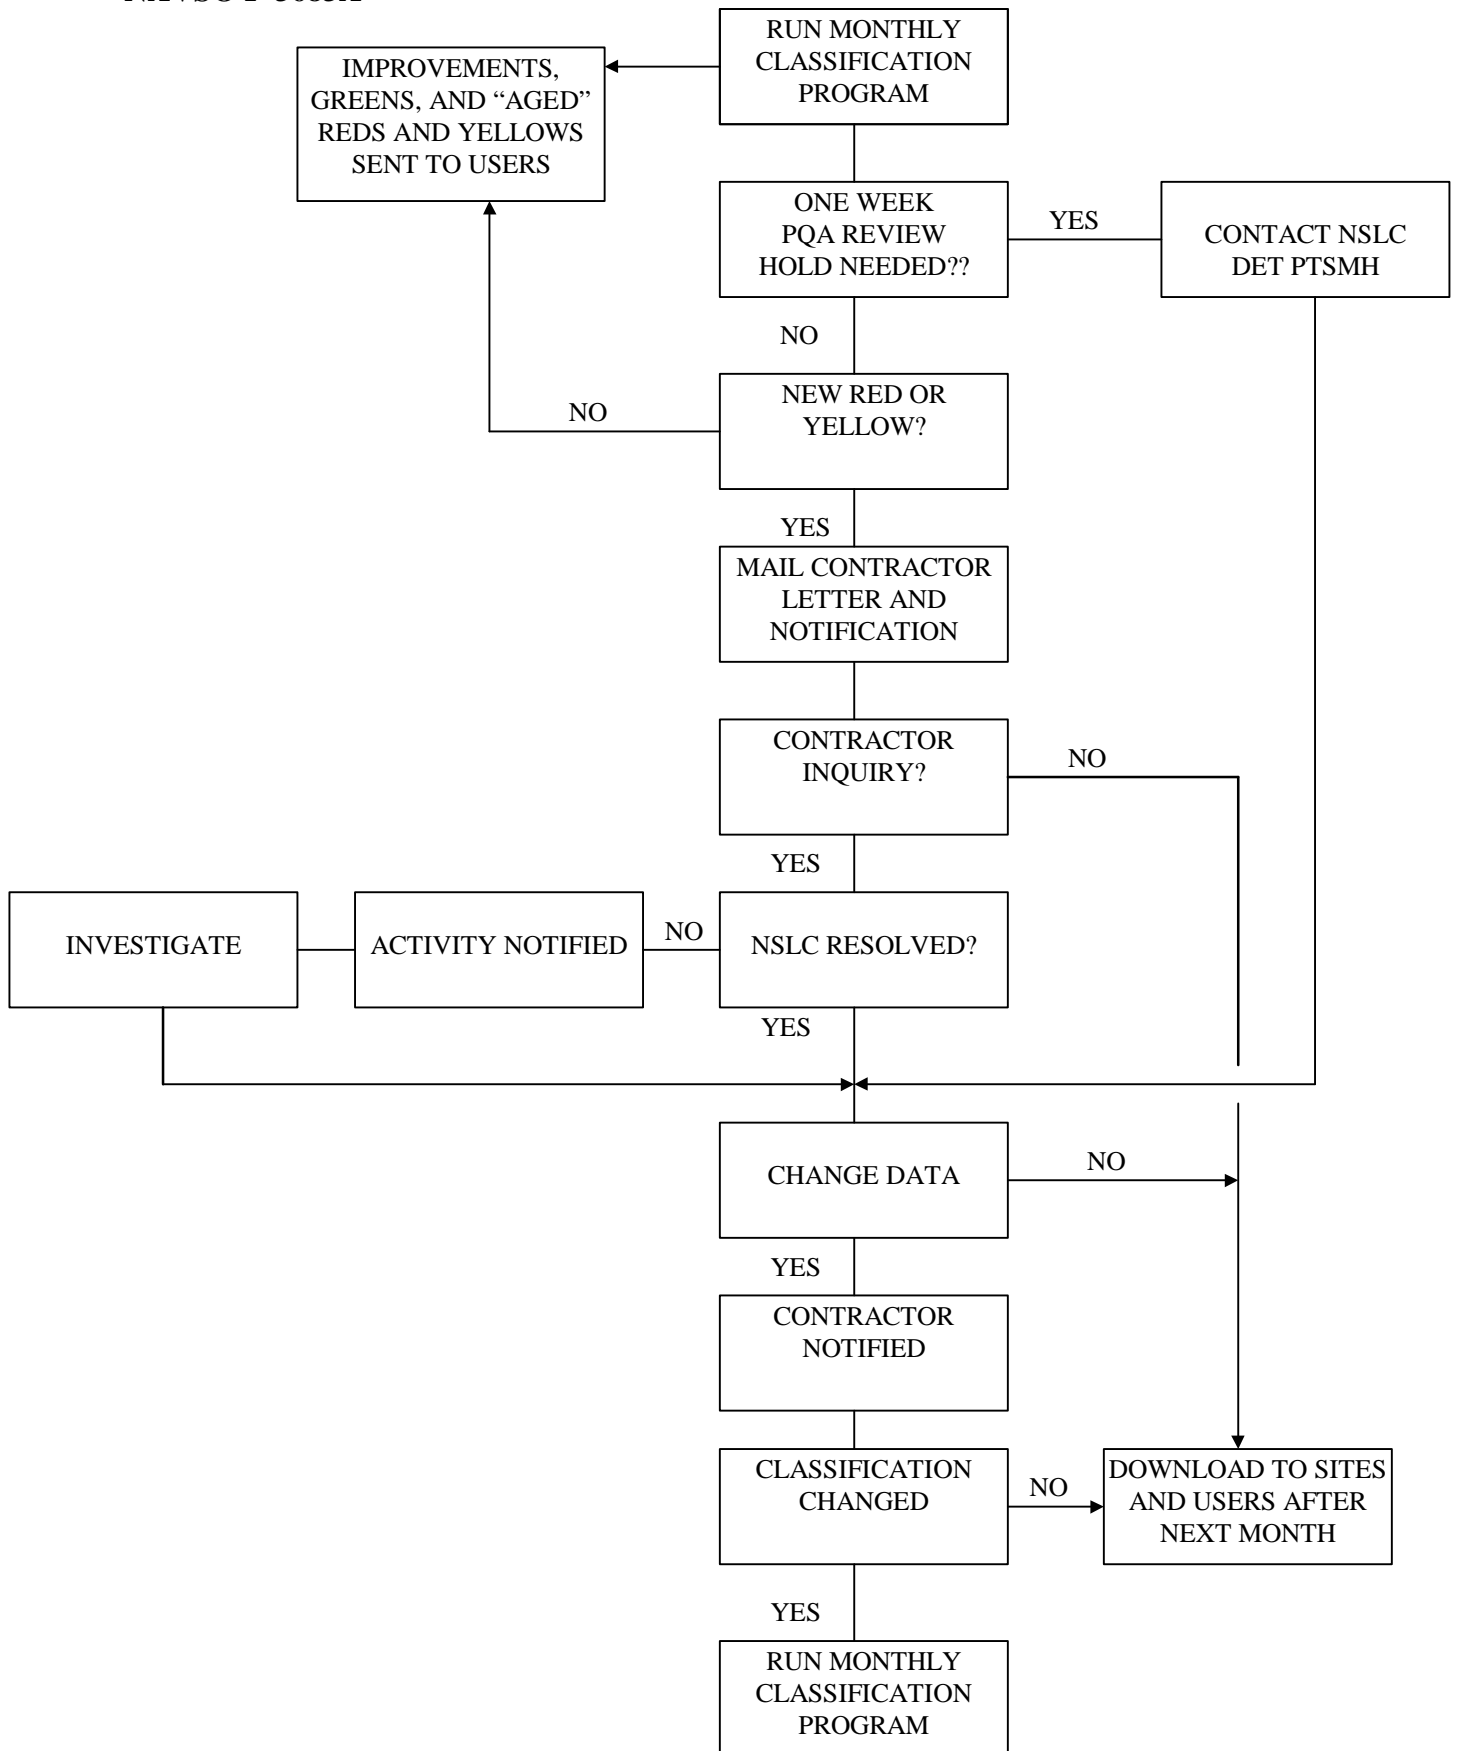 RUN MONTHLY
CLASSIFICATION
PROGRAM
IMPROVEMENTS,
GREENS, AND “AGED”
REDS AND YELLOWS
SENT TO USERS
ONE WEEK
PQA REVIEW
HOLD NEEDED??
YES
CONTACT NSLC
DET PTSMH
NO
NEW RED OR
YELLOW?
NO
YES
MAIL CONTRACTOR
LETTER AND
NOTIFICATION
CONTRACTOR
INQUIRY?
NO
YES
INVESTIGATE
ACTIVITY NOTIFIED
NO
NSLC RESOLVED?
YES
CHANGE DATA
NO
YES
CONTRACTOR
NOTIFIED
CLASSIFICATION
CHANGED
NO
DOWNLOAD TO SITES
AND USERS AFTER
NEXT MONTH
YES
RUN MONTHLY
CLASSIFICATION
PROGRAM